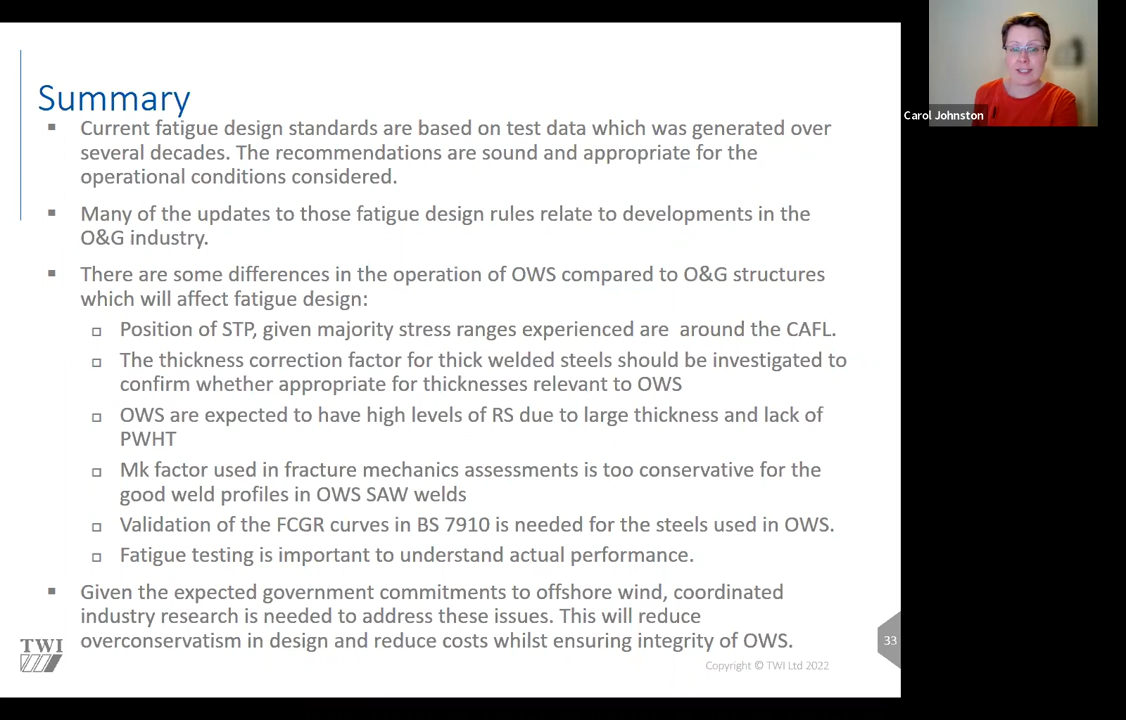 Summary
▪ Current fatigue design standards are based on test data which was generated over
several decades. The recommendations are sound and appropriate for the
operational conditions considered.
▪ Many of the updates to those fatigue design rules relate to developments in the
O&G industry.
▪ There are some differences in the operation of OWS compared to O&G structures
which will affect fatigue design:
▫ Position of STP, given majority stress ranges experienced are around the CAFL.
▫ The thickness correction factor for thick welded steels should be investigated to
confirm whether appropriate for thicknesses relevant to OWS
▫ OWS are expected to have high levels of RS due to large thickness and lack of
PWHT
▫ Mk factor used in fracture mechanics assessments is too conservative for the
good weld profiles in OWS SAW welds
▫ Validation of the FCGR curves in BS 7910 is needed for the steels used in OWS.
▫ Fatigue testing is important to understand actual performance.
▪ Given the expected government commitments to offshore wind, coordinated
industry research is needed to address these issues. This will reduce
overconservatism in design and reduce costs whilst ensuring integrity of OWS.
TWI
33
Copyright © TWI Ltd 2022
Carol Johnston